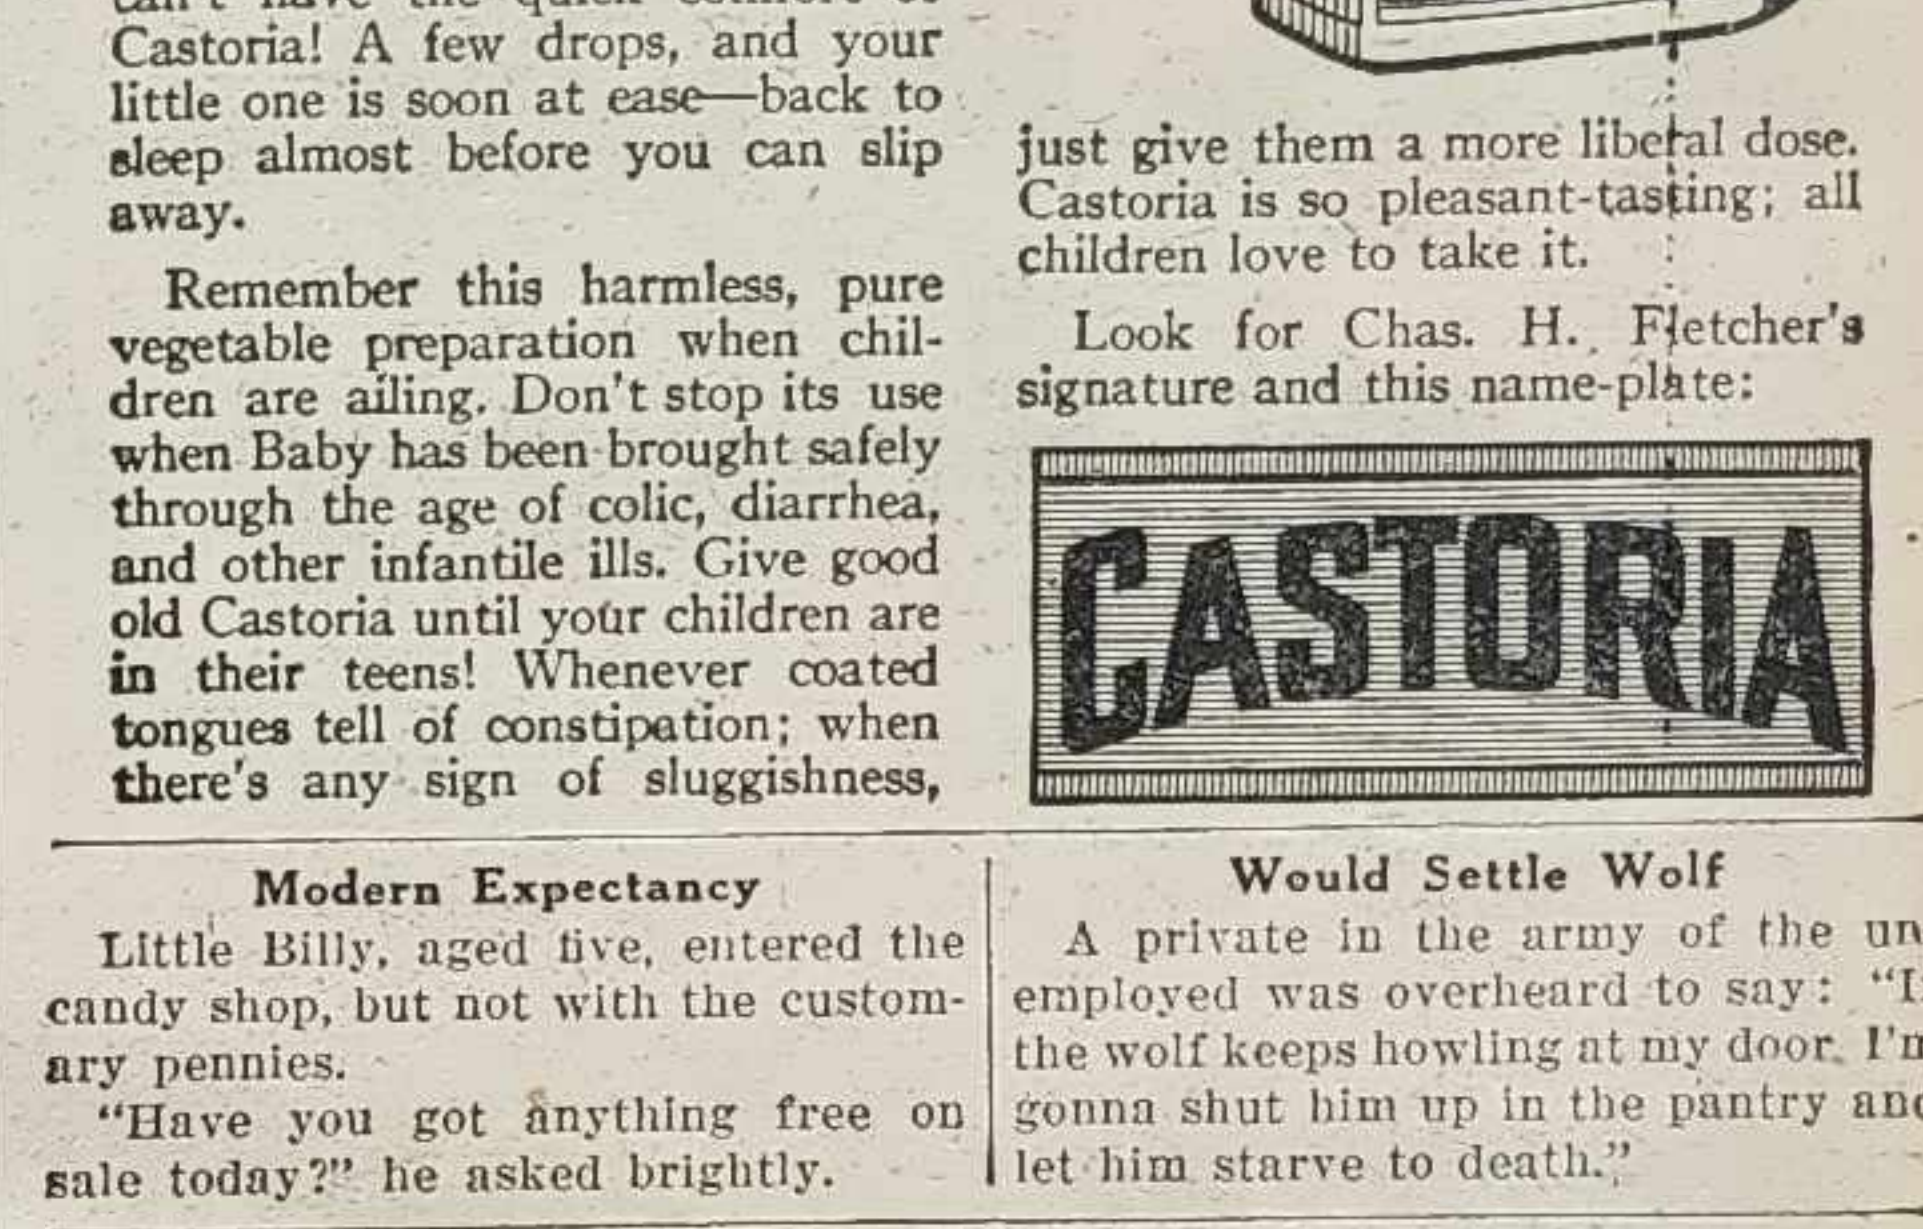 can't have the quick comfort of
Castoria! A few drops, and your
little one is soon at ease—back to
sleep almost before you can slip
away.
Remember this harmless, pure
vegetable preparation when chil-
dren are ailing. Don't stop its use
when Baby has been brought safely
through the age of colic, diarrhea,
and other infantile ills. Give good
old Castoria until your children are
in their teens! Whenever coated
tongues tell of constipation; when
there's any sign of sluggishness,
just give them a more liberal dose.
Castoria is so pleasant-tasting; all
children love to take it.
Look for Chas. H. Fletcher's
signature and this name-plate:
CASTORIA
Modern Expectancy
Little Billy, aged five, entered the
candy shop, but not with the custom-
ary pennies.
"Have you got anything free on
sale today?" he asked brightly.
Would Settle Wolf
A private in the army of the un
employed was overheard to say: "I
the wolf keeps howling at my door. I'm
gonna shut him up in the pantry and
let him starve to death."